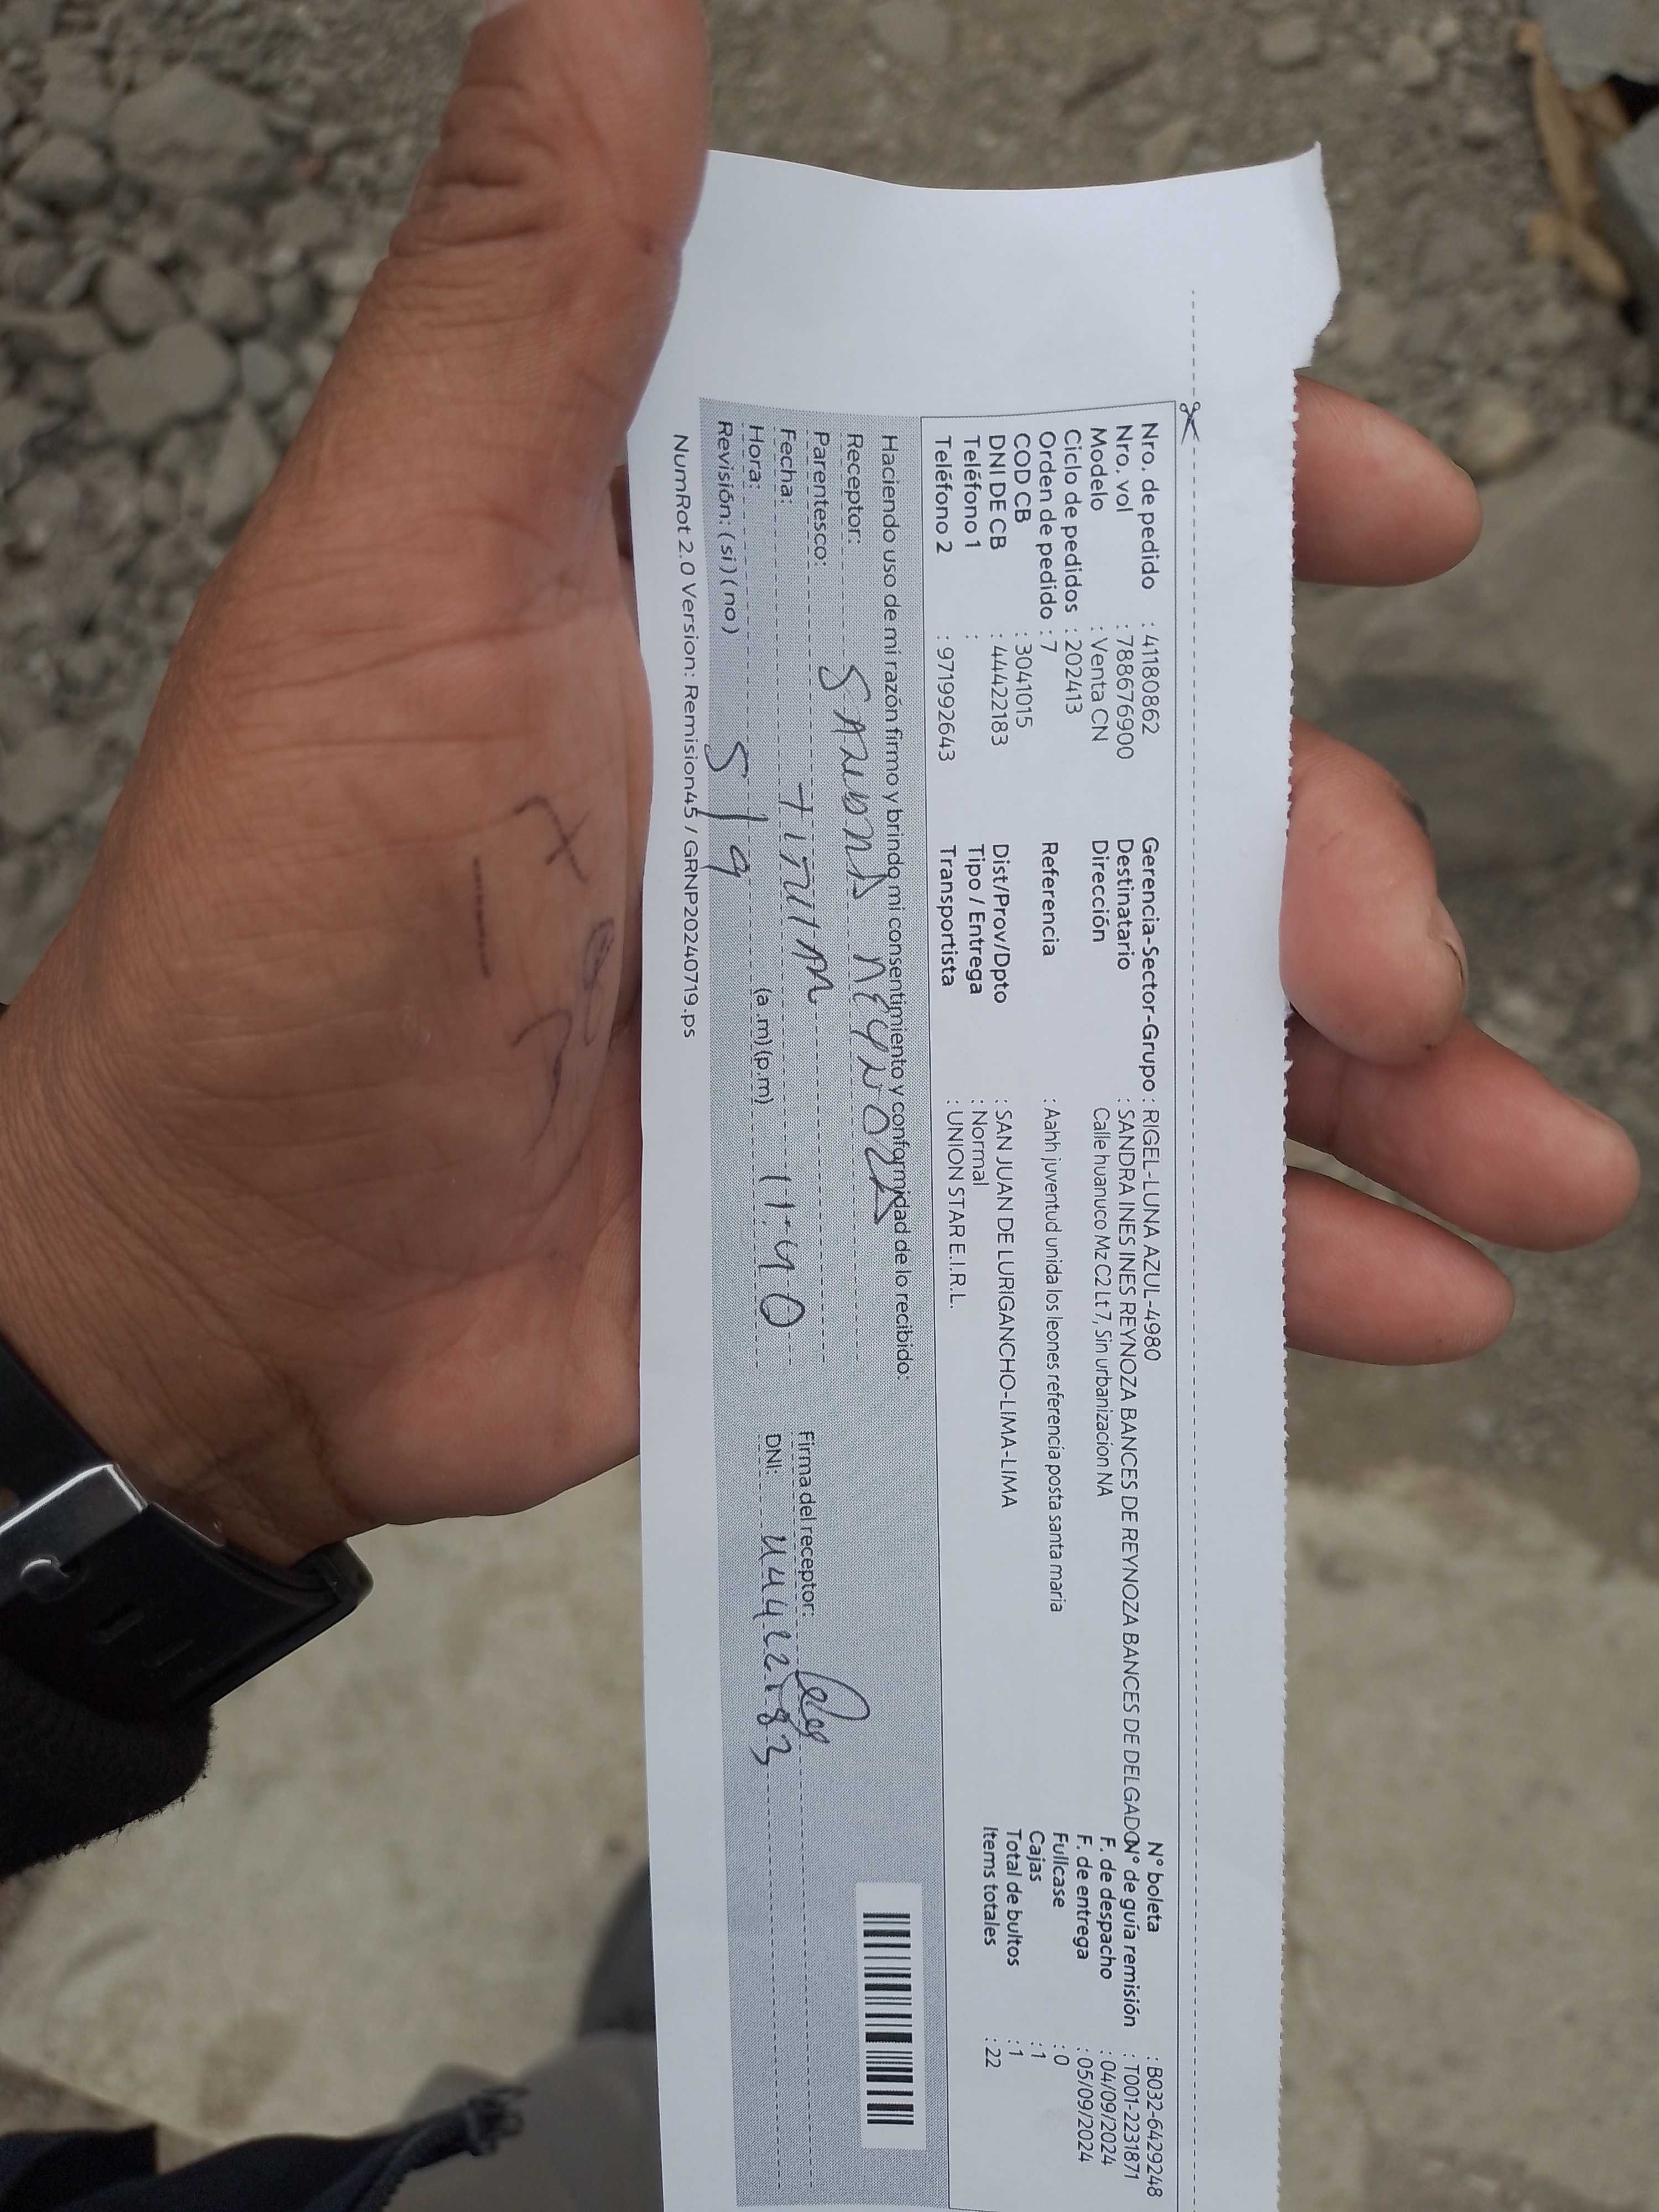 Nro. de pedido : 41180862 Gerencia-Sector-Grupo : RIGEL-LUNA AZUL-4980 N° boleta : B032-6429248
Nro. vol : 788676900 Destinatario : SANDRA INES INES REYNOZA BANCES DE REYNOZA BANCES DE DELGADO N° de guía remisión : T001-2231871
Modelo : Venta CN Dirección Calle huanuco Mz C2 Lt 7, Sin urbanizacion NA F. de despacho : 04/09/2024
Ciclo de pedidos : 202413 F. de entrega : 05/09/2024
Orden de pedido : 7 Referencia : Aahh juventud unida los leones referencia posta santa maria Fullcase : 0
COD CB : 3041015 Cajas : 1
DNI DE CB : 44422183 Dist/Prov/Dpto : SAN JUAN DE LURIGANCHO-LIMA-LIMA Total de bultos : 1
Teléfono 1 : Tipo / Entrega : Normal Items totales : 22
Teléfono 2 : 971992643 Transportista : UNION STAR E.I.R.L.
Haciendo uso de mi razón firmo y brindo mi consentimiento y conformidad de lo recibido:
Receptor:
Parentesco: Firma del receptor:
Fecha: DNI: 44422183
Hora: (a.m)(p.m) 11:40
Revisión: (si) (no) 5/9
NumRot 2.0 Version: Remision45 / GRNP20240719.ps